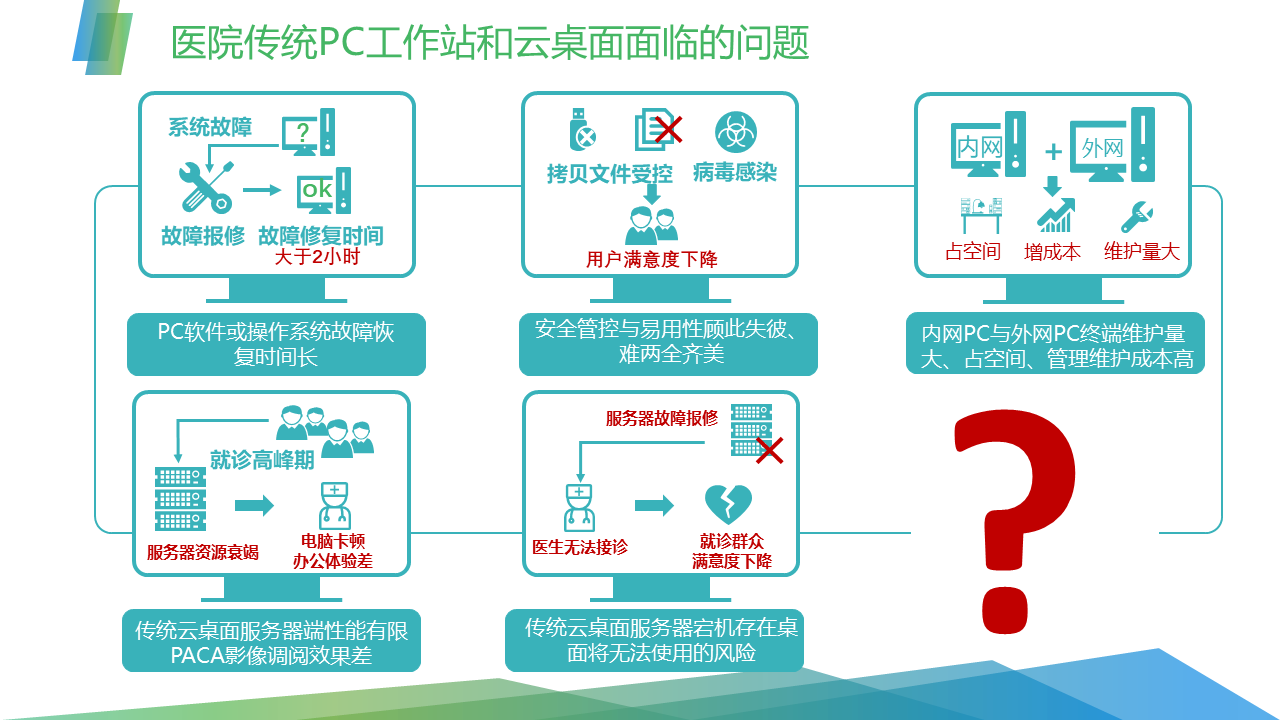 医院传统PC工作站和云桌面面临的问题
系统故障
?
ok
故障报修
故障修复时间
大于2小时
PC软件或操作系统故障恢
复时间长
拷贝文件受控
病毒感染
用户满意度下降
安全管控与易用性顾此失彼、
难两全齐美
内网
+
外网
占空间
增成本
维护量大
内网PC与外网PC终端维护量
大、占空间、管理维护成本高
就诊高峰期
服务器资源衰竭
电脑卡顿
办公体验差
传统云桌面服务器端性能有限
PACA影像调阅效果差
服务器故障报修
医生无法接诊
就诊群众
满意度下降
传统云桌面服务器宕机存在桌
面将无法使用的风险
?